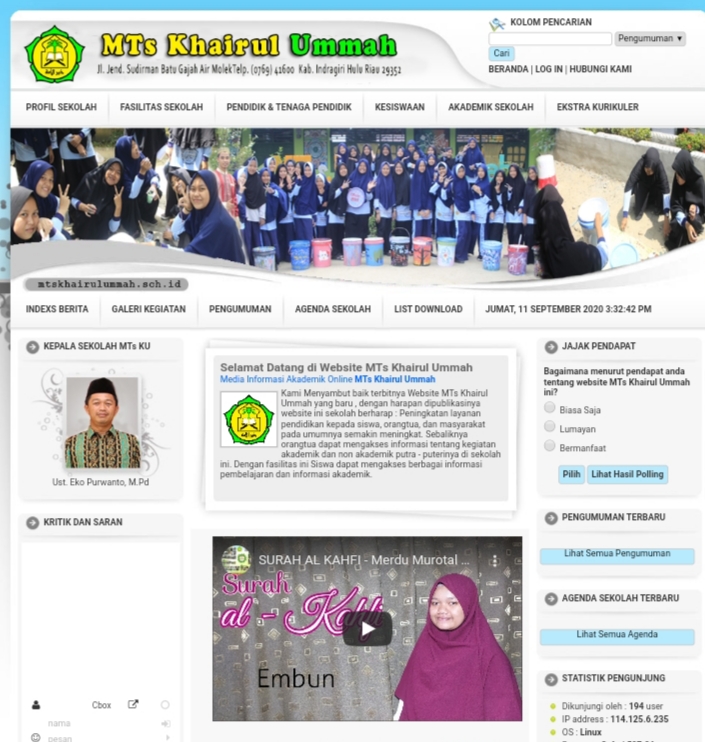 MTs Khairul Ummah
Jl. Jend. Sudirman Batu Gajah Air MolekTelp. (0769) 41600 Kab. Indragiri Hulu Riau 29352
KOLOM PENCARIAN
Pengumuman ▼
Cari
BERANDA | LOG IN | HUBUNGI KAMI
PROFIL SEKOLAH
FASILITAS SEKOLAH
PENDIDIK & TENAGA PENDIDIK
KESISWAAN
AKADEMIK SEKOLAH
EKSTRA KURIKULER
mtskhairulummah.sch.id
INDEXS BERITA
GALERI KEGIATAN
PENGUMUMAN
AGENDA SEKOLAH
LIST DOWNLOAD
JUMAT, 11 SEPTEMBER 2020 3:32:42 PM
KEPALA SEKOLAH MTs KU
Ust. Eko Purwanto, M.Pd
KRITIK DAN SARAN
Cbox
nama
pesan
Selamat Datang di Website MTs Khairul Ummah
Media Informasi Akademik Online MTs Khairul Ummah
Kami Menyambut baik terbitnya Website MTs Khairul
Ummah yang baru , dengan harapan dipublikasinya
website ini sekolah berharap : Peningkatan layanan
pendidikan kepada siswa, orangtua, dan masyarakat
pada umumnya semakin meningkat. Sebaliknya
orangtua dapat mengakses informasi tentang kegiatan
akademik dan non akademik putra - puterinya di sekolah
ini. Dengan fasilitas ini Siswa dapat mengakses berbagai informasi
pembelajaran dan informasi akademik.
SURAH AL KAHFI - Merdu Murotal ...
Surah
al - Kahfi
Embun
JAJAK PENDAPAT
Bagaimana menurut pendapat anda
tentang website MTs Khairul Ummah
ini?
Biasa Saja
Lumayan
Bermanfaat
Pilih
Lihat Hasil Polling
PENGUMUMAN TERBARU
Lihat Semua Pengumuman
AGENDA SEKOLAH TERBARU
Lihat Semua Agenda
STATISTIK PENGUNJUNG
Dikunjungi oleh : 194 user
IP address : 114.125.6.235
OS : Linux